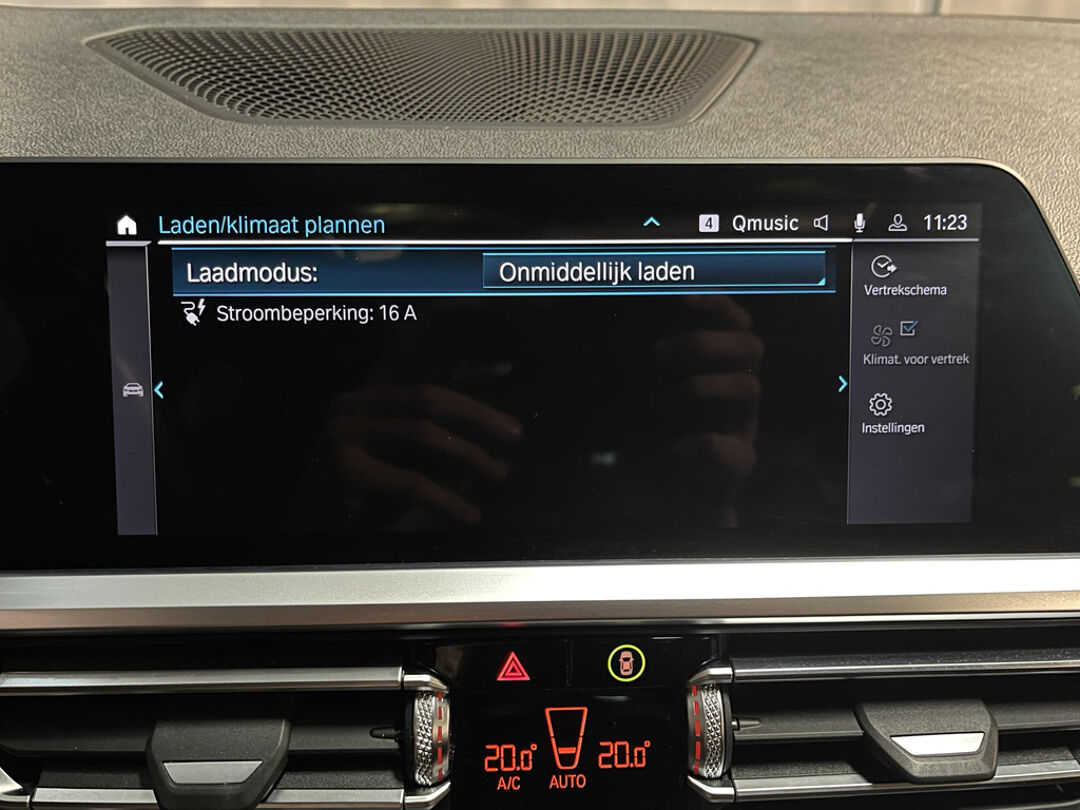 Laden/klimaat plannen
4 Qmusic 11:23
Laadmodus: Onmiddellijk laden
Stroombeperking: 16 A
Vertrekschema
Klimat. voor vertrek
Instellingen
20.0° 20.0°
A/C AUTO